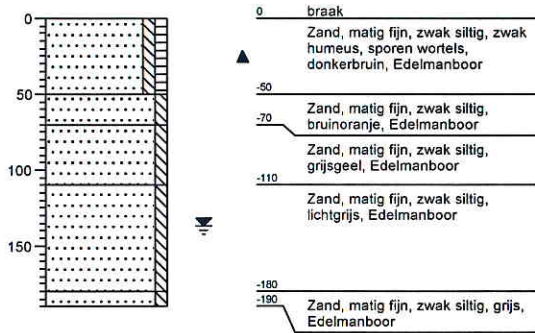 0
50
100
150
0
braak
Zand, matig fijn, zwak siltig, zwak
humeus, sporen wortels,
donkerbruin, Edelmanboor
-50
Zand, matig fijn, zwak siltig,
bruinoranje, Edelmanboor
-70
Zand, matig fijn, zwak siltig,
grijsgeel, Edelmanboor
-110
Zand, matig fijn, zwak siltig,
lichtgrijs, Edelmanboor
-180
-190
Zand, matig fijn, zwak siltig, grijs,
Edelmanboor